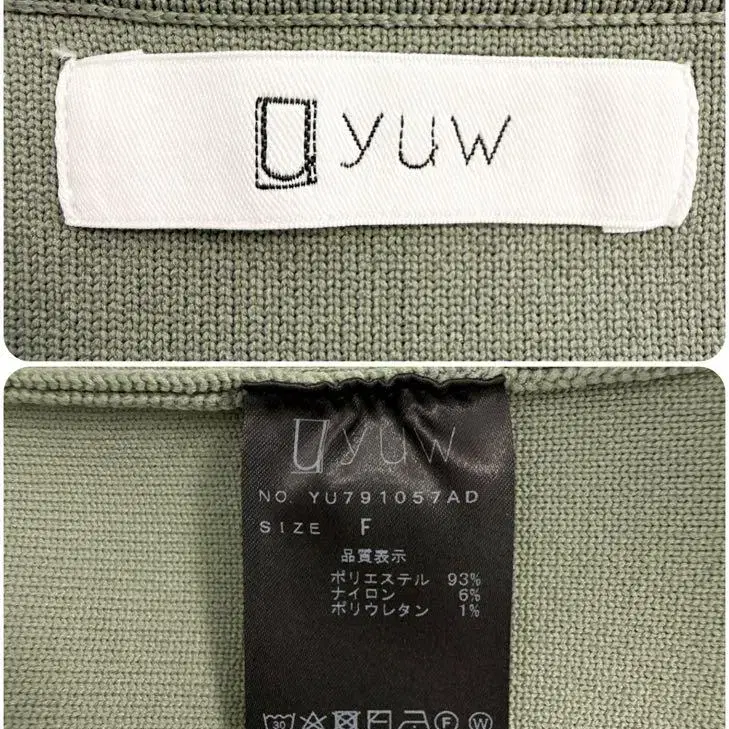 u yuw
u yuw
NO. YU791057AD
SIZE F
品質表示
ポリエステル 93%
ナイロン 6%
ポリウレタン 1%
30 F W